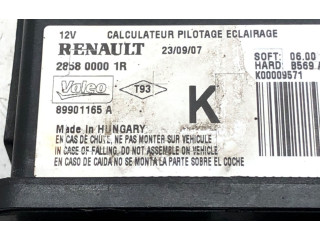 12V CALCULATEUR PILOTAGE ECLAIRAGE
RENAULT 23/09/07 SOFT: 06.00
2858 0000 1R HARD: B569
K00009571
Valeo T93
K
89901165 A
Made in HUNGARY
EN CAS DE CHUTE, NE PAS MONTER SUR VEHICULE
IN CASE OF FALLING, DO NOT ASSEMBLY ON VEHICLE
EN CASO DE CAIDA NO SE MONTA LA PARTE SOBRE EL COCHE